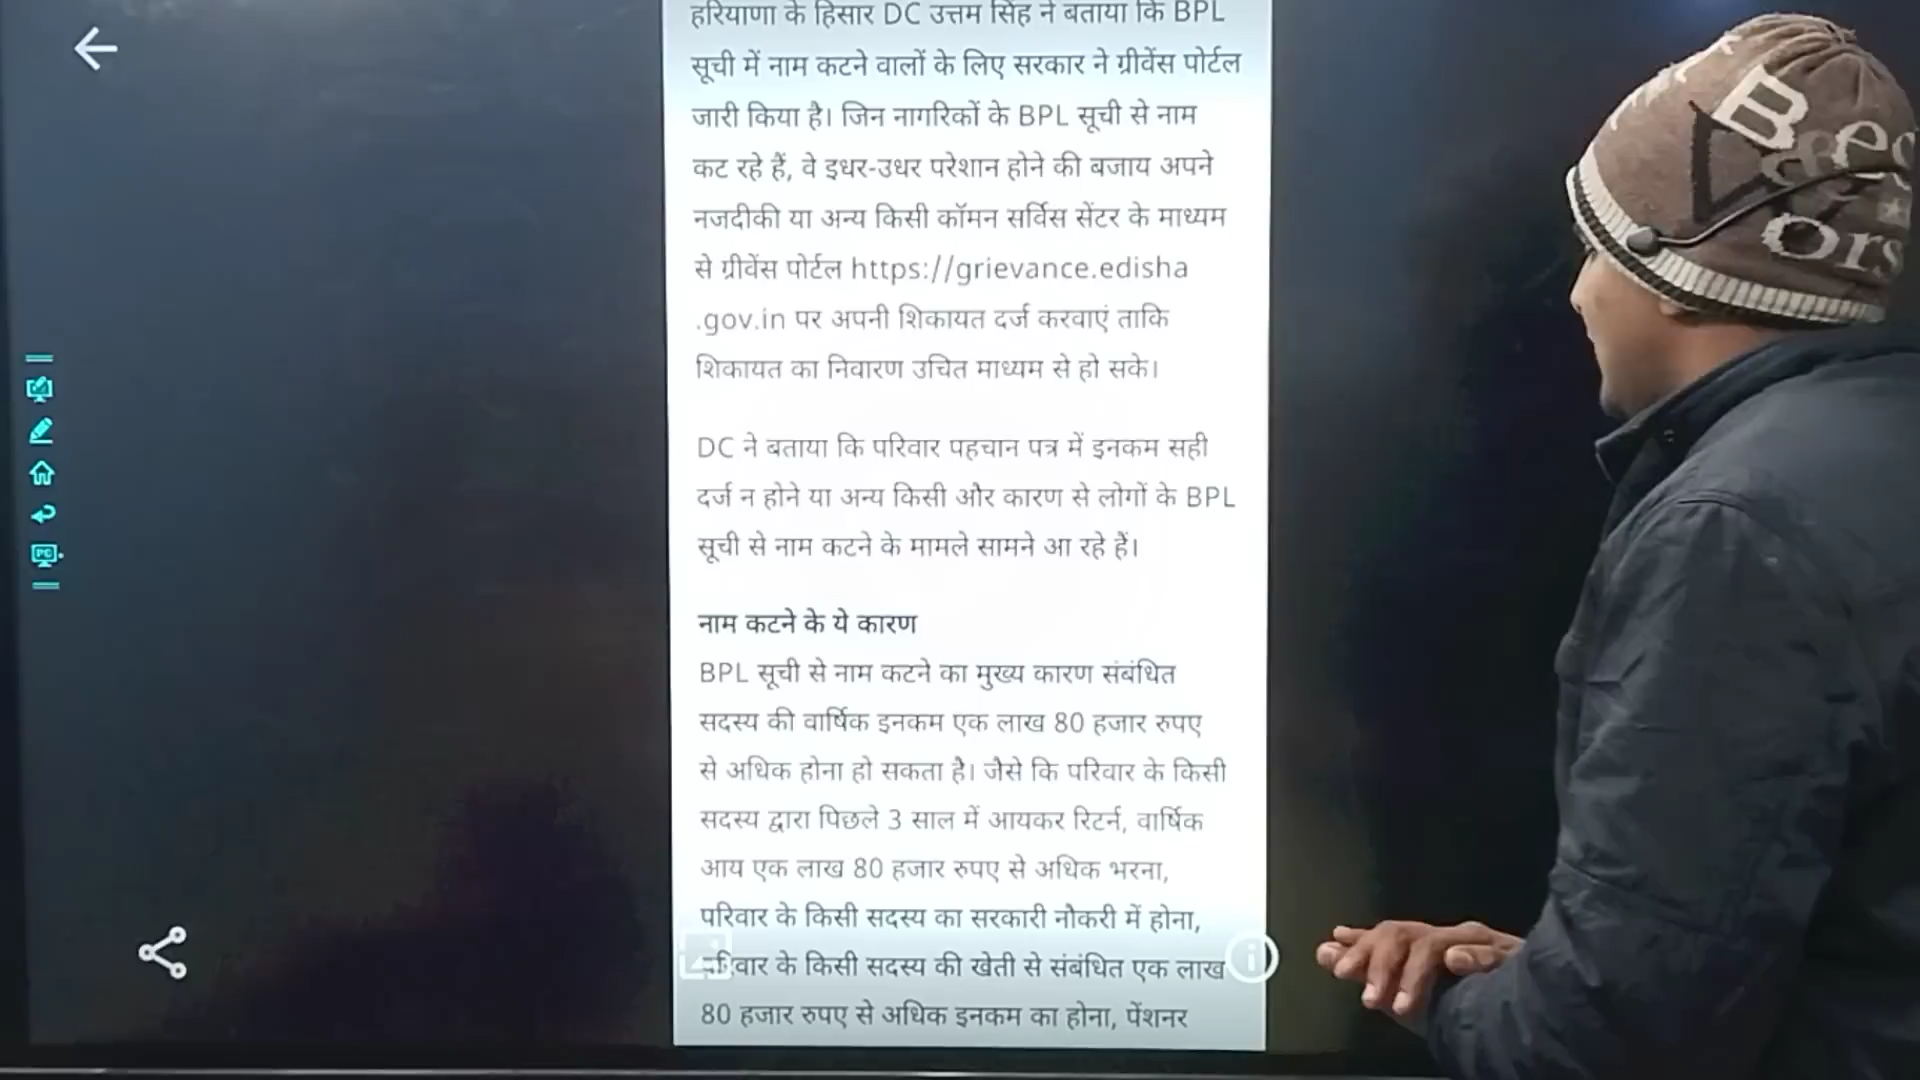 हरियाणा के हिसार DC उत्तम सिंह ने बताया कि BPL
सूची में नाम कटने वालों के लिए सरकार ने ग्रीवेंस पोर्टल
जारी किया है। जिन नागरिकों के BPL सूची से नाम
कट रहे हैं, वे इधर-उधर परेशान होने की बजाय अपने
नजदीकी या अन्य किसी कॉमन सर्विस सेंटर के माध्यम
से ग्रीवेंस पोर्टल https://grievance.edisha
.gov.in पर अपनी शिकायत दर्ज करवाएं ताकि
शिकायत का निवारण उचित माध्यम से हो सके।
DC ने बताया कि परिवार पहचान पत्र में इनकम सही
दर्ज न होने या अन्य किसी और कारण से लोगों के BPL
सूची से नाम कटने के मामले सामने आ रहे हैं।
नाम कटने के ये कारण
BPL सूची से नाम कटने का मुख्य कारण संबंधित
सदस्य की वार्षिक इनकम एक लाख 80 हजार रुपए
से अधिक होना हो सकता है। जैसे कि परिवार के किसी
सदस्य द्वारा पिछले 3 साल में आयकर रिटर्न, वार्षिक
आय एक लाख 80 हजार रुपए से अधिक भरना,
परिवार के किसी सदस्य का सरकारी नौकरी में होना,
परिवार के किसी सदस्य की खेती से संबंधित एक लाख
80 हजार रुपए से अधिक इनकम का होना, पेंशनर
PC